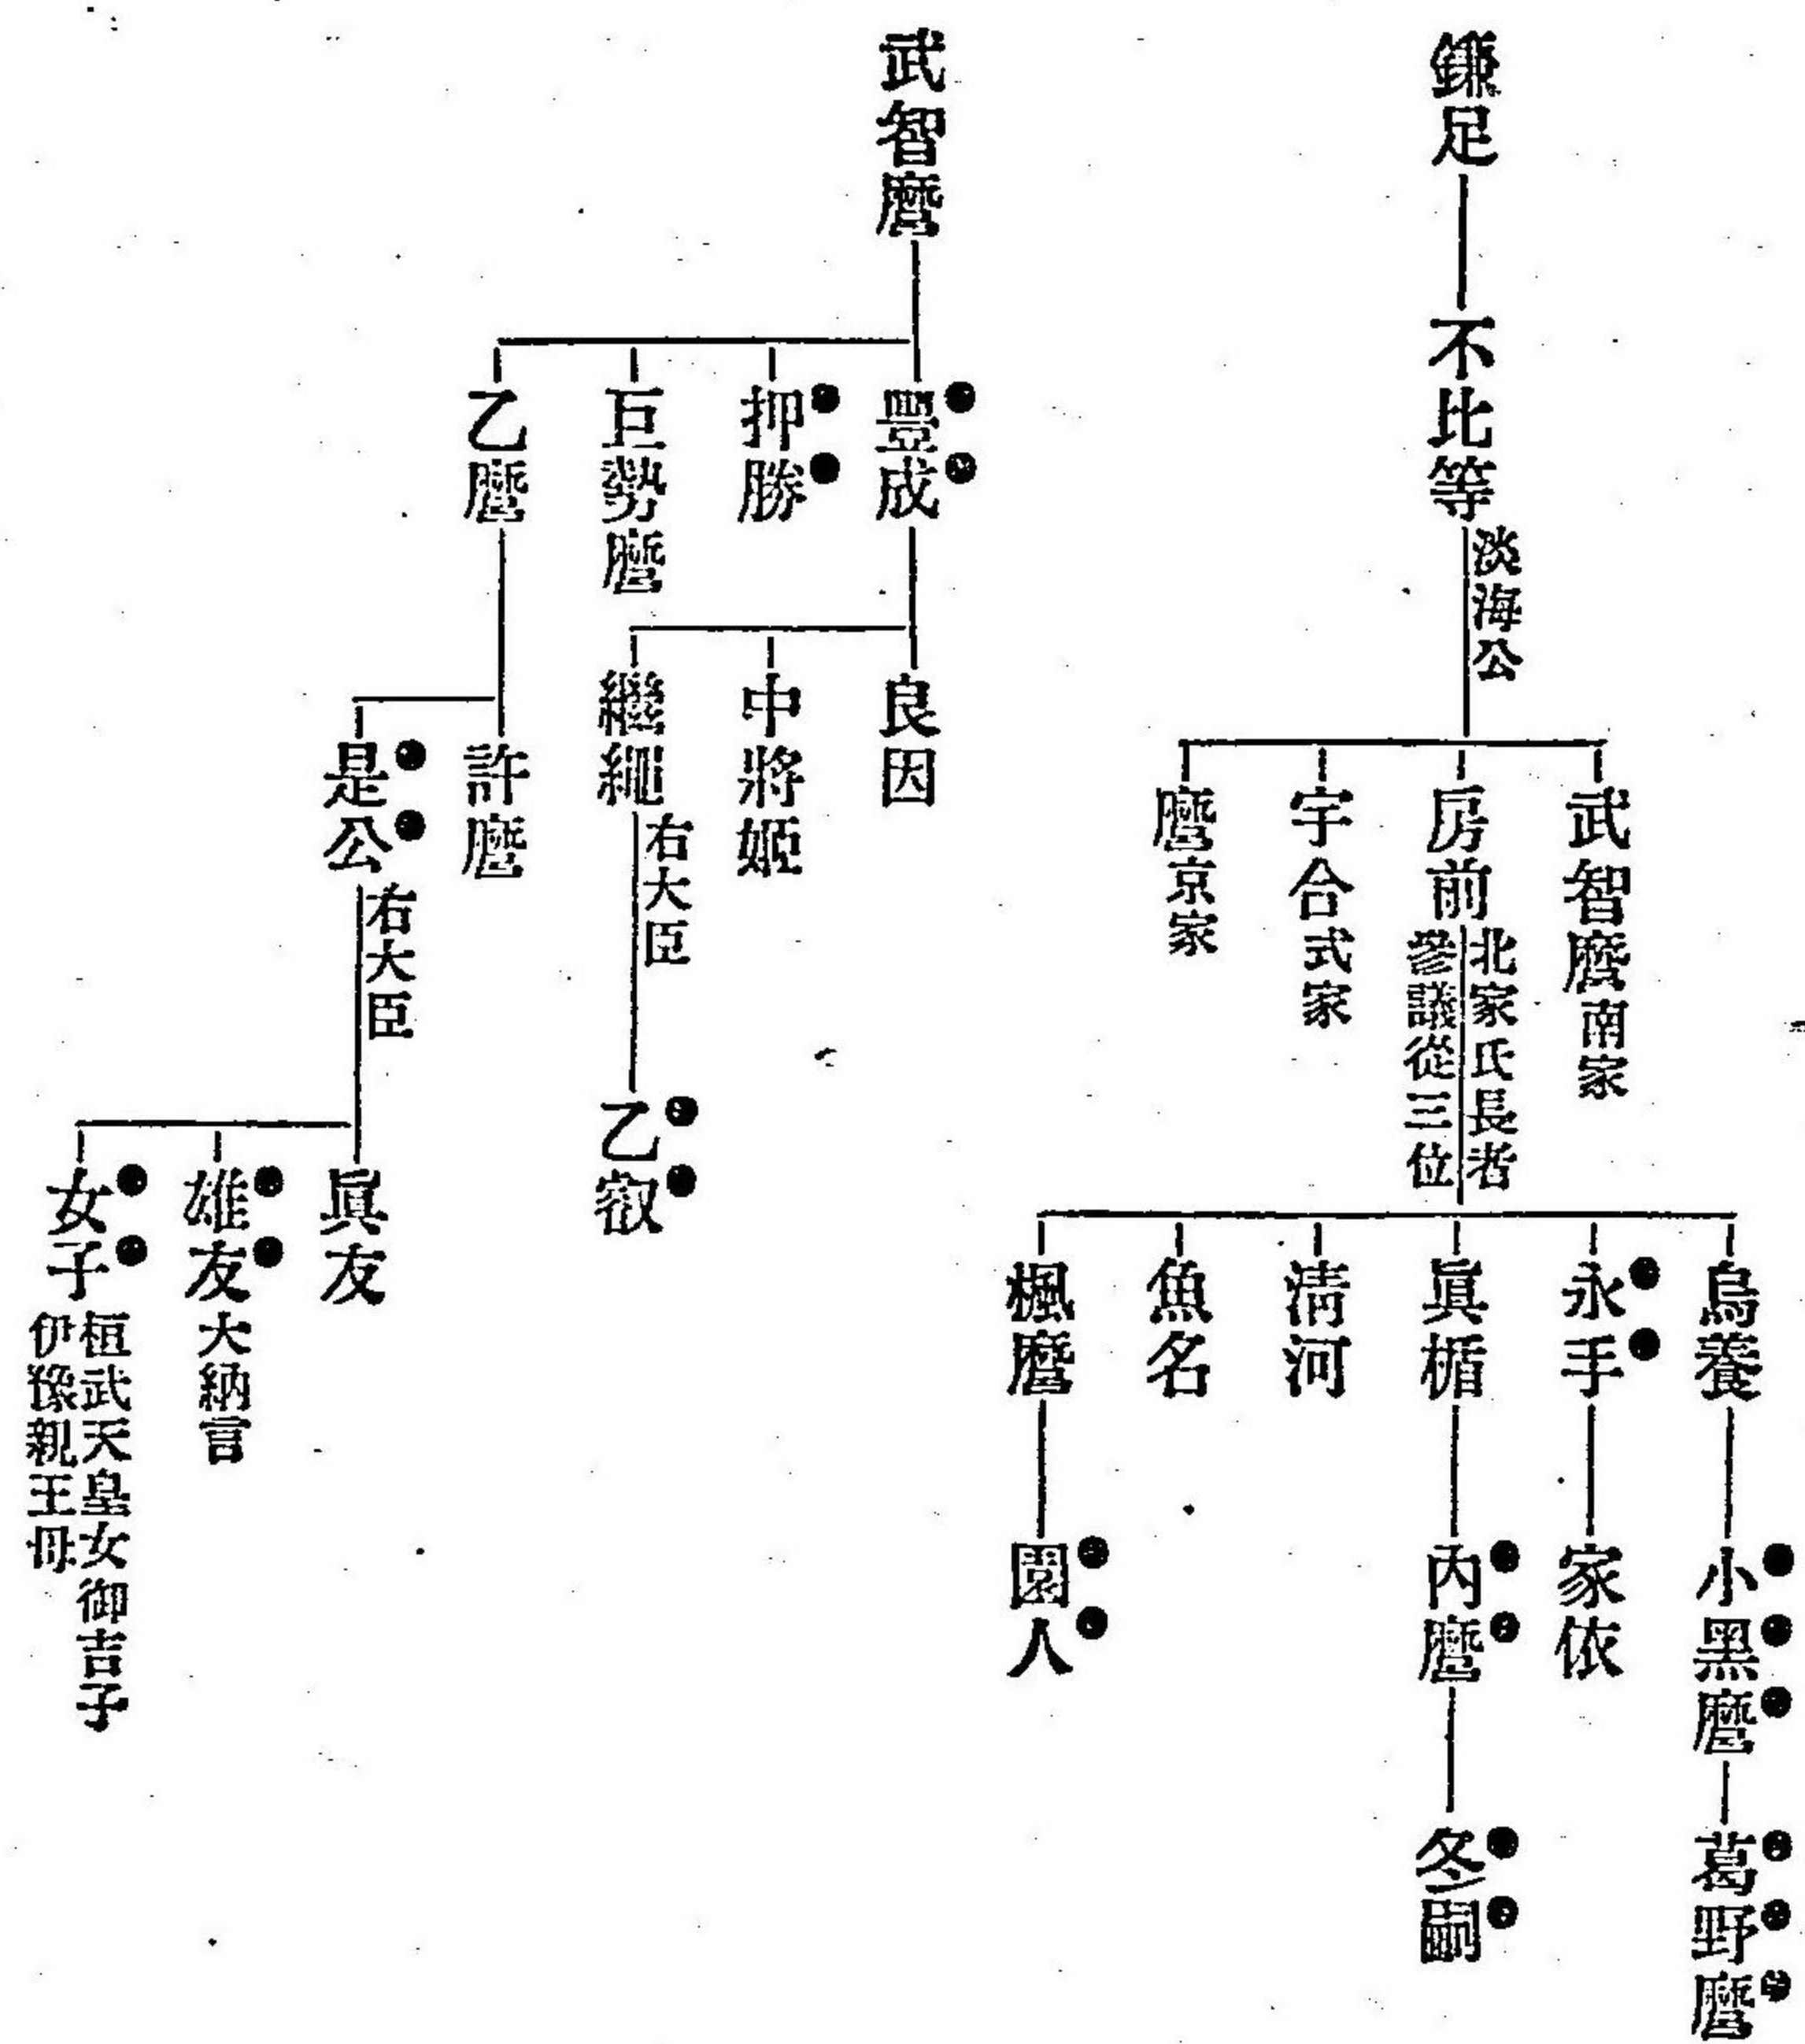 鎌足
不比等
淡海公
武智麿南家
房前
北家氏長者
參議從三位
宇合式家
麿京家
鳥養
小黑麿
葛野麿
永手
家依
眞楯
內麿
冬嗣
淸河
魚名
楓麿
園人
武智麿
豐成
良因
中將姬
繼繩
右大臣
乙叡
押勝
巨勢麿
乙麿
許麿
是公
右大臣
眞友
雄友
大納言
女子
桓武天皇女御吉子
伊豫親王母